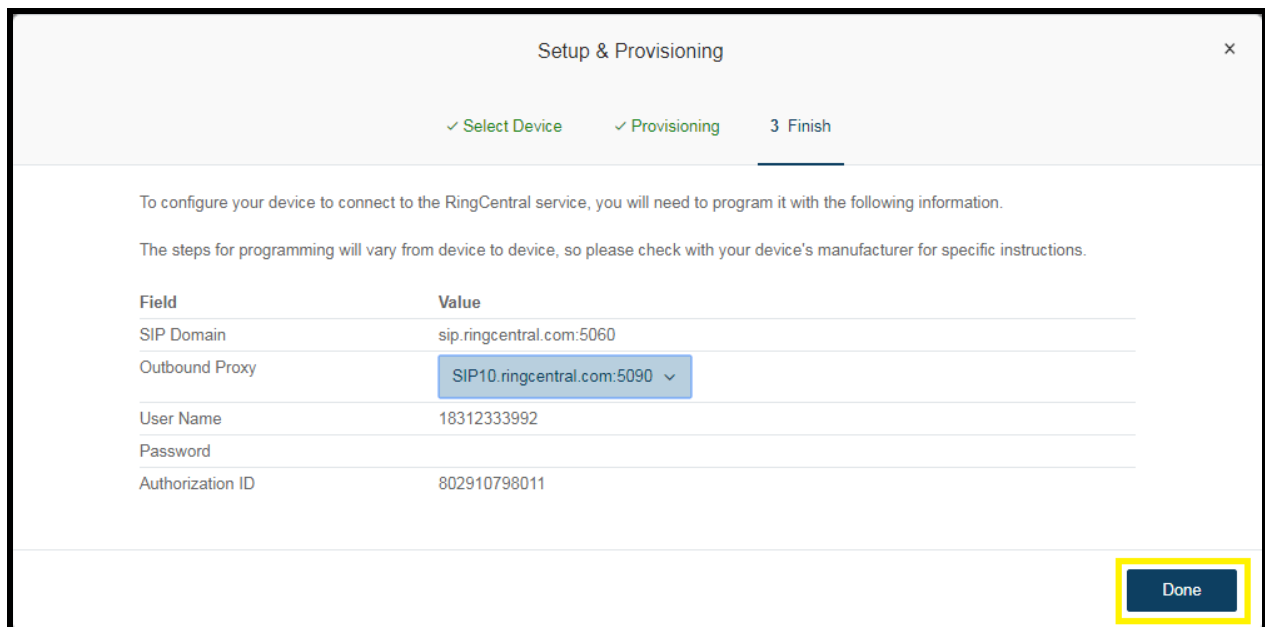 Setup & Provisioning
×
✓ Select Device ✓ Provisioning 3 Finish
To configure your device to connect to the RingCentral service, you will need to program it with the following information.
The steps for programming will vary from device to device, so please check with your device's manufacturer for specific instructions.
Field Value
SIP Domain sip.ringcentral.com:5060
Outbound Proxy SIP10.ringcentral.com:5090
User Name 18312333992
Password
Authorization ID 802910798011
Done